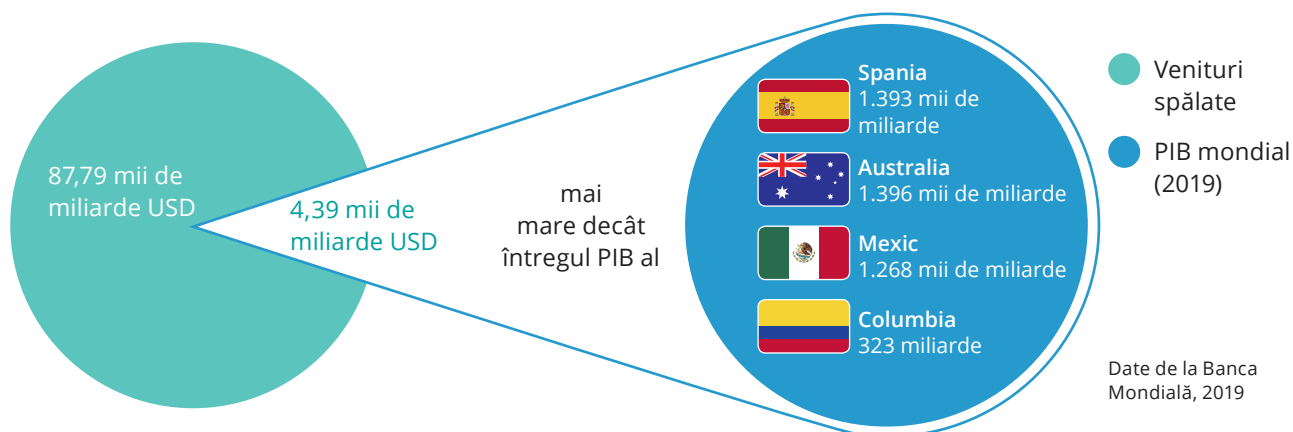 87,79 mii de
miliarde USD
4,39 mii de
miliarde USD
mai
mare decât
întregul PIB al
Spania
1.393 mii de
miliarde
Australia
1.396 mii de miliarde
Mexic
1.268 mii de miliarde
Columbia
323 miliarde
Venituri
spălate
PIB mondial
(2019)
Date de la Banca
Mondială, 2019